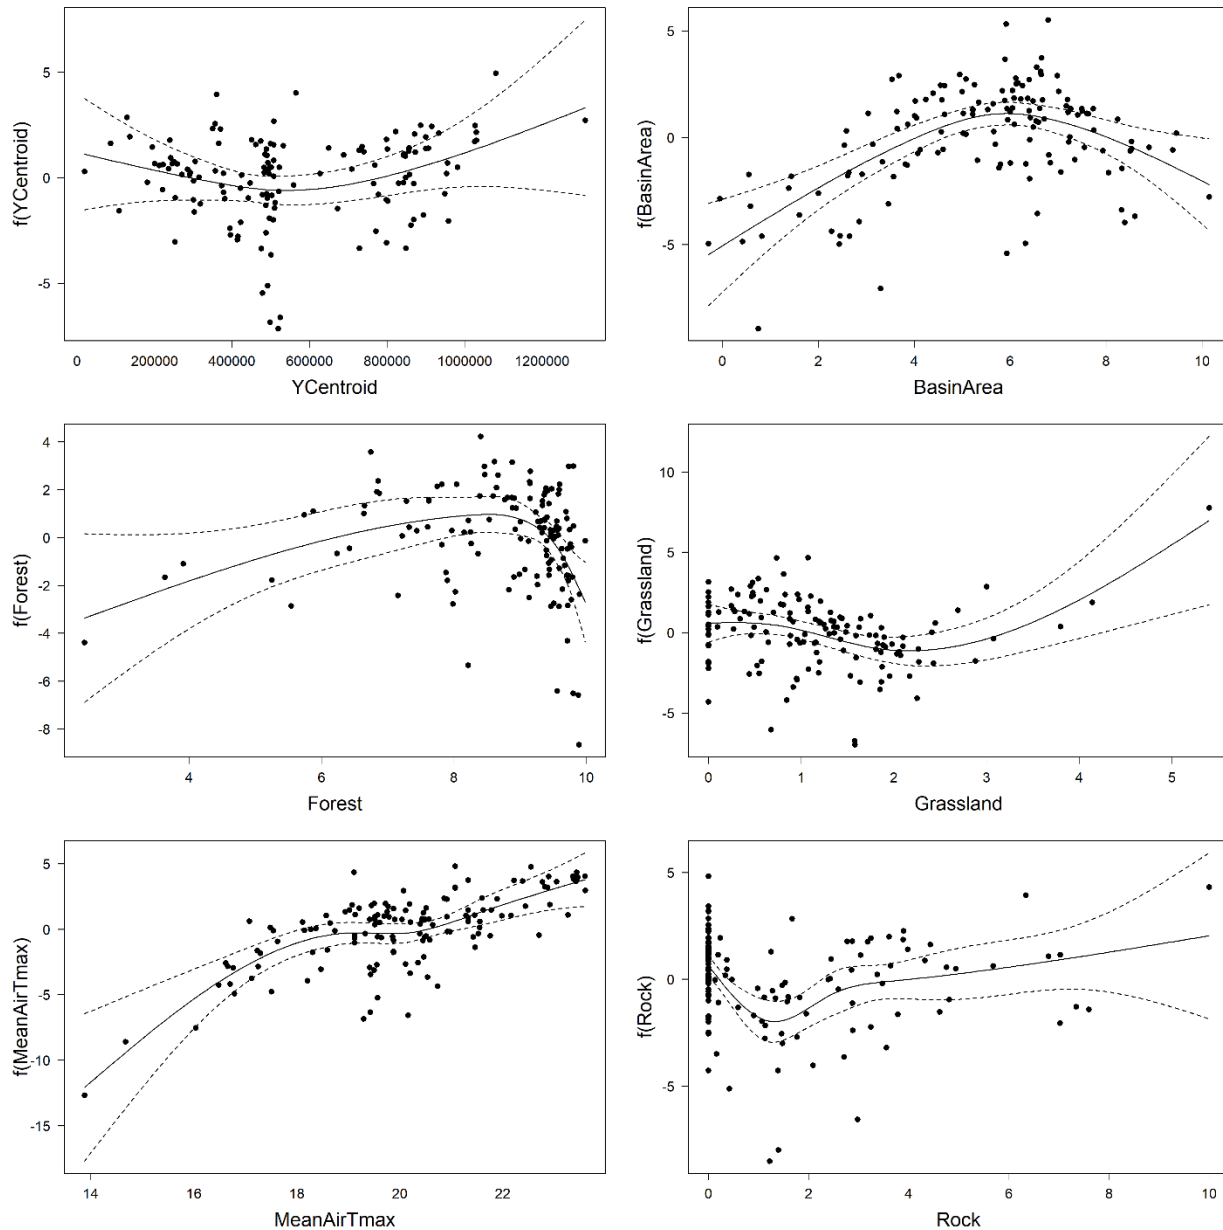 5
0
-5
f(YCentroid)
0 200000 400000 600000 800000 1000000 1200000
YCentroid
5
0
-5
f(BasinArea)
0 2 4 6 8 10
BasinArea
4
2
0
-2
-4
-6
-8
f(Forest)
4 6 8 10
Forest
10
5
0
-5
f(Grassland)
0 1 2 3 4 5
Grassland
5
0
-5
-10
-15
f(MeanAirTmax)
14 16 18 20 22
MeanAirTmax
5
0
-5
f(Rock)
0 2 4 6 8 10
Rock